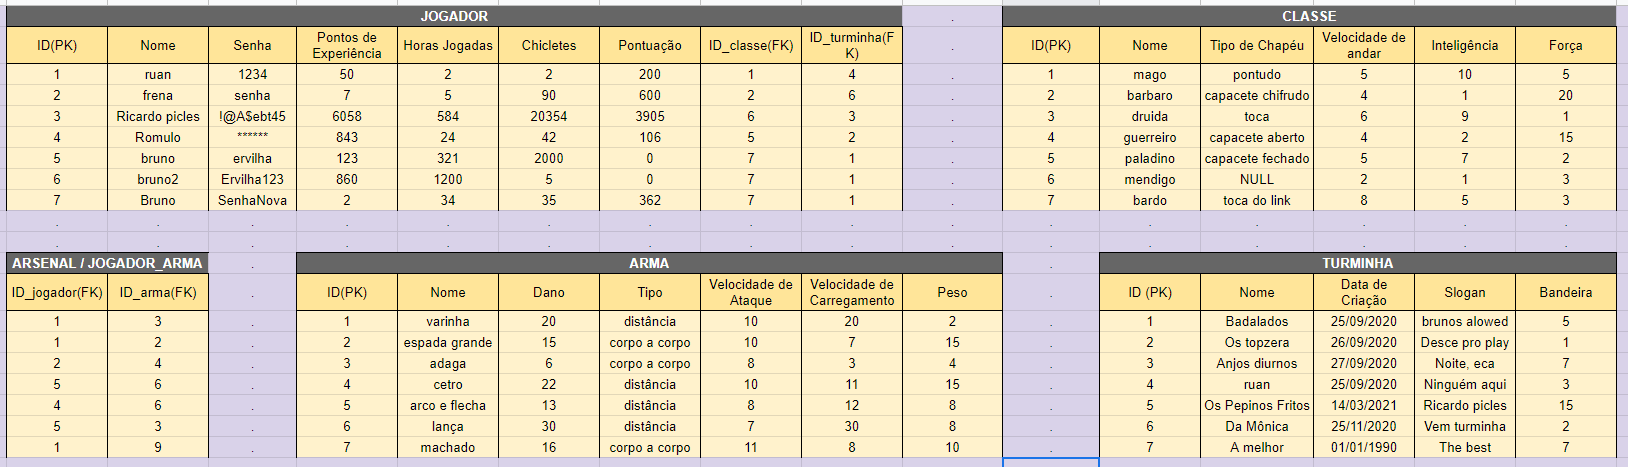 JOGADOR . CLASSE
ID(PK) Nome Senha Pontos de Experiência Horas Jogadas Chicletes Pontuação ID_classe(FK) ID_turminha(FK) . ID(PK) Nome Tipo de Chapéu Velocidade de andar Inteligência Força
1 ruan 1234 50 2 2 200 1 4 . 1 mago pontudo 5 10 5
2 frena senha 7 5 90 600 2 6 . 2 barbaro capacete chifrudo 4 1 20
3 Ricardo picles !@A$ebt45 6058 584 20354 3905 6 3 . 3 druida toca 6 9 1
4 Romulo ****** 843 24 42 106 5 2 . 4 guerreiro capacete aberto 4 2 15
5 bruno ervilha 123 321 2000 0 7 1 . 5 paladino capacete fechado 5 7 2
6 bruno2 Ervilha123 860 1200 5 0 7 1 . 6 mendigo NULL 2 1 3
7 Bruno SenhaNova 2 34 35 362 7 1 . 7 bardo toca do link 8 5 3
. . . . . . . . . . . . . . . .
. . . . . . . . . . . . . . . .
ARSENAL / JOGADOR_ARMA . ARMA . TURMINHA
ID_jogador(FK) ID_arma(FK) . ID(PK) Nome Dano Tipo Velocidade de Ataque Velocidade de Carregamento Peso . ID (PK) Nome Data de Criação Slogan Bandeira
1 3 . 1 varinha 20 distância 10 20 2 . 1 Badalados 25/09/2020 brunos alowed 5
1 2 . 2 espada grande 15 corpo a corpo 10 7 15 . 2 Os topzera 26/09/2020 Desce pro play 1
2 4 . 3 adaga 6 corpo a corpo 8 3 4 . 3 Anjos diurnos 27/09/2020 Noite, eca 7
5 6 . 4 cetro 22 distância 10 11 15 . 4 ruan 25/09/2020 Ninguém aqui 3
4 6 . 5 arco e flecha 13 distância 8 12 8 . 5 Os Pepinos Fritos 14/03/2021 Ricardo picles 15
5 3 . 6 lança 30 distância 7 30 8 . 6 Da Mônica 25/11/2020 Vem turminha 2
1 9 . 7 machado 16 corpo a corpo 11 8 10 . 7 A melhor 01/01/1990 The best 7